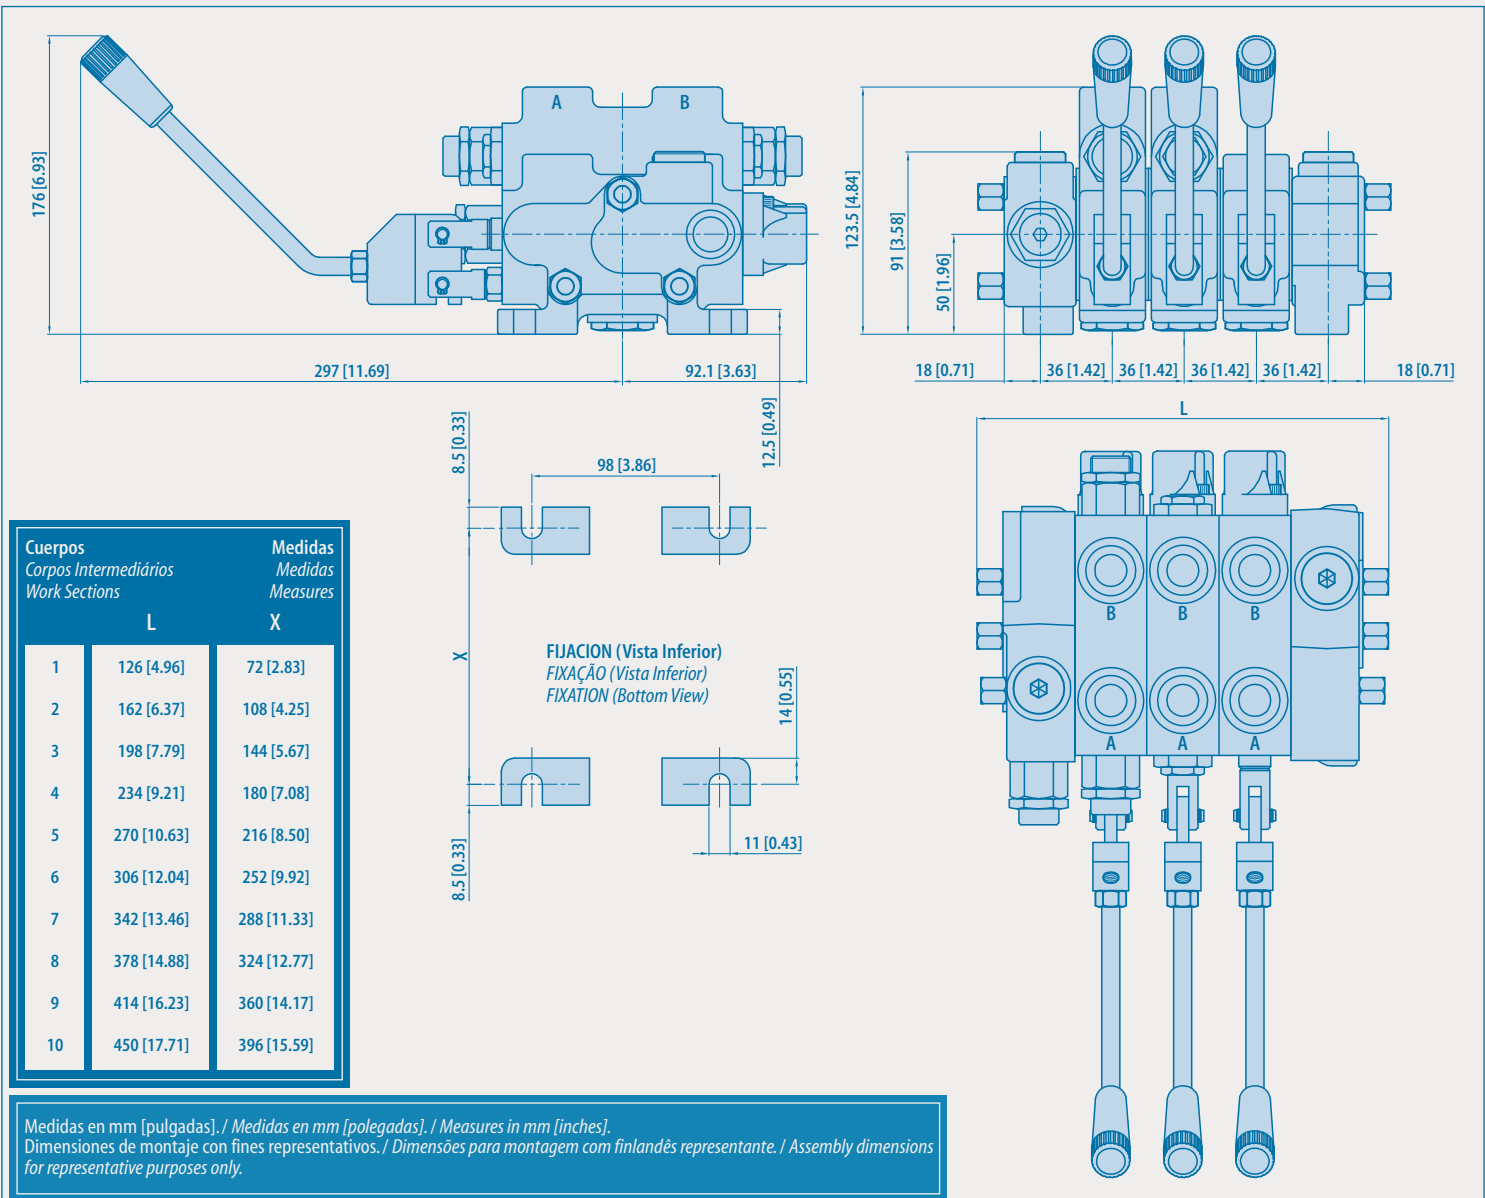 176 [6.93]
A
B
297 [11.69]
92.1 [3.63]
12.5 [0.49]
123.5 [4.84]
91 [3.58]
50 [1.96]
18 [0.71]
36 [1.42]
36 [1.42]
36 [1.42]
36 [1.42]
18 [0.71]
L
8.5 [0.33]
98 [3.86]
X
FIJACION (Vista Inferior)
FIXAÇÃO (Vista Inferior)
FIXATION (Bottom View)
14 [0.55]
8.5 [0.33]
11 [0.43]
B
B
B
A
A
A
Cuerpos Medidas
Corpos Intermediários Medidas
Work Sections Measures
L X
1 126 [4.96] 72 [2.83]
2 162 [6.37] 108 [4.25]
3 198 [7.79] 144 [5.67]
4 234 [9.21] 180 [7.08]
5 270 [10.63] 216 [8.50]
6 306 [12.04] 252 [9.92]
7 342 [13.46] 288 [11.33]
8 378 [14.88] 324 [12.77]
9 414 [16.23] 360 [14.17]
10 450 [17.71] 396 [15.59]
Medidas en mm [pulgadas]. / Medidas en mm [polegadas]. / Measures in mm [inches].
Dimensiones de montaje con fines representativos. / Dimensões para montagem com finlandês representante. / Assembly dimensions
for representative purposes only.